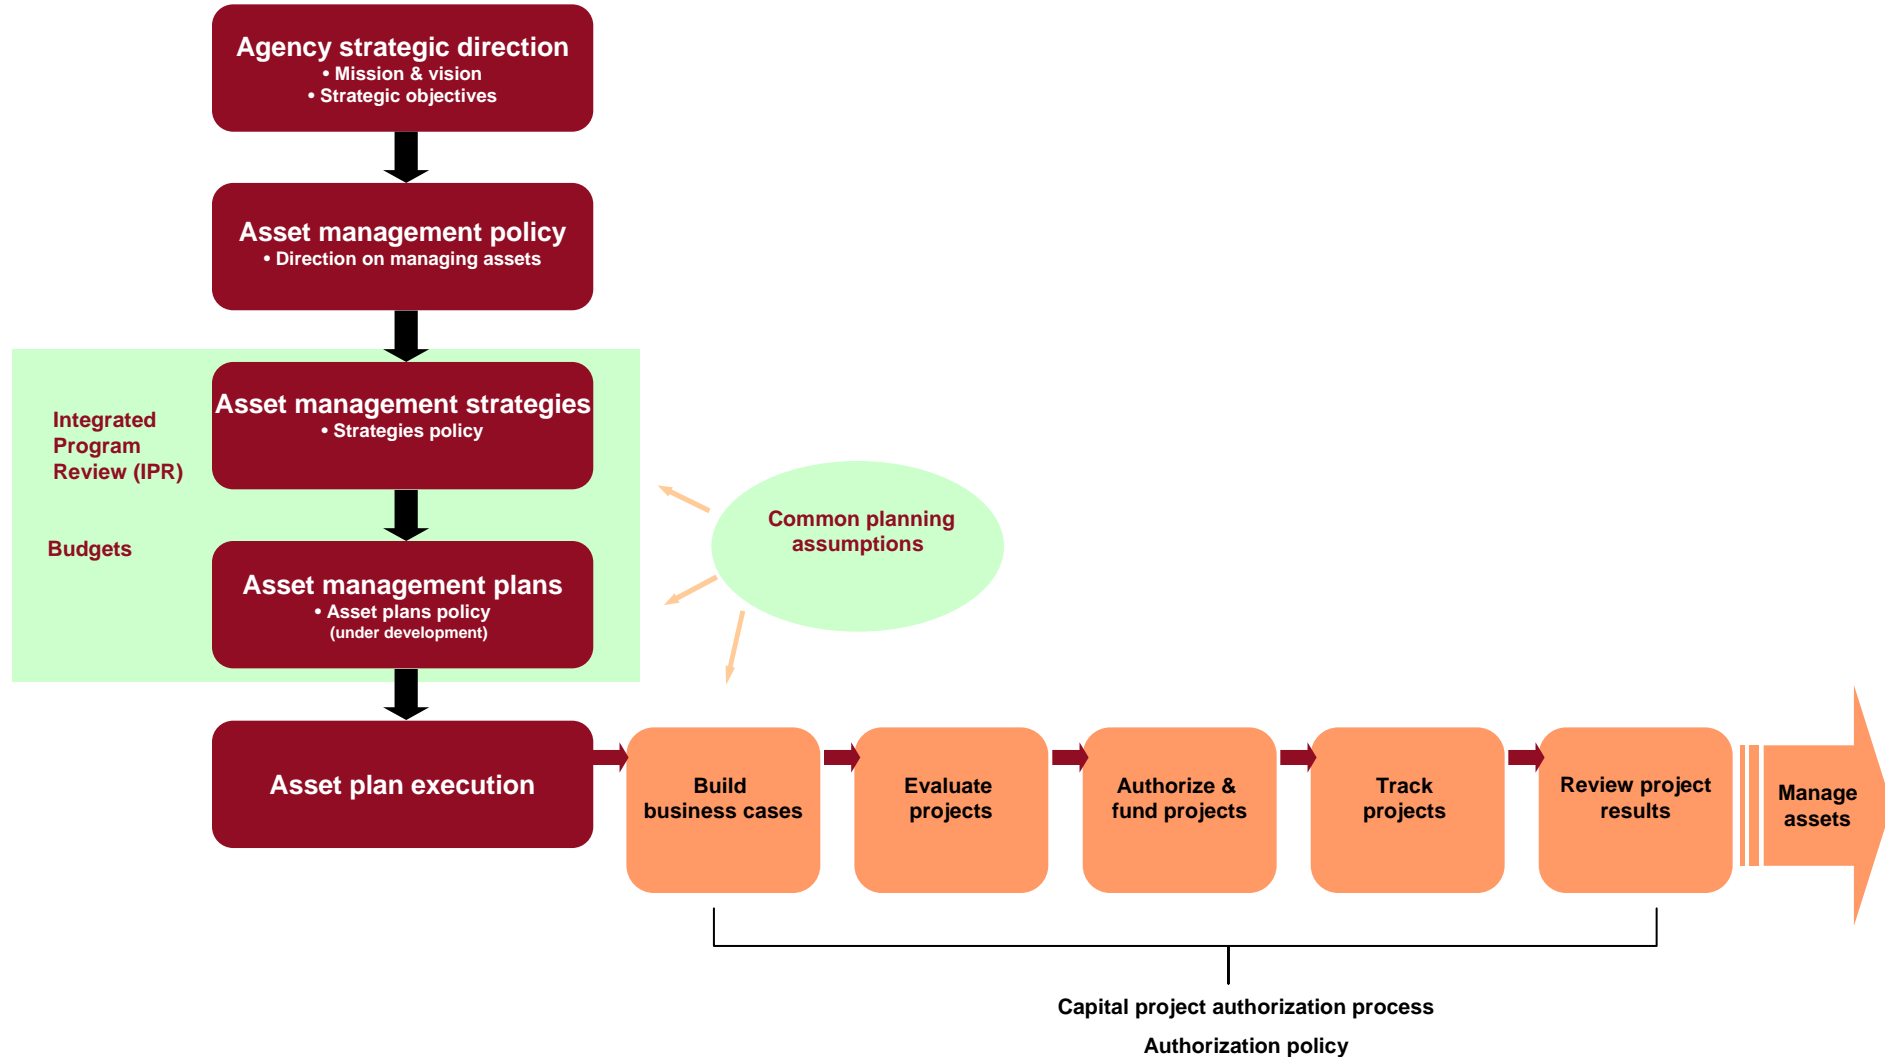 Agency strategic direction
• Mission & vision
• Strategic objectives
Asset management policy
• Direction on managing assets
Integrated
Program
Review (IPR)
Budgets
Asset management strategies
• Strategies policy
Asset management plans
• Asset plans policy
(under development)
Common planning
assumptions
Asset plan execution
Build
business cases
Evaluate
projects
Authorize &
fund projects
Track
projects
Review project
results
Manage
assets
Capital project authorization process
Authorization policy